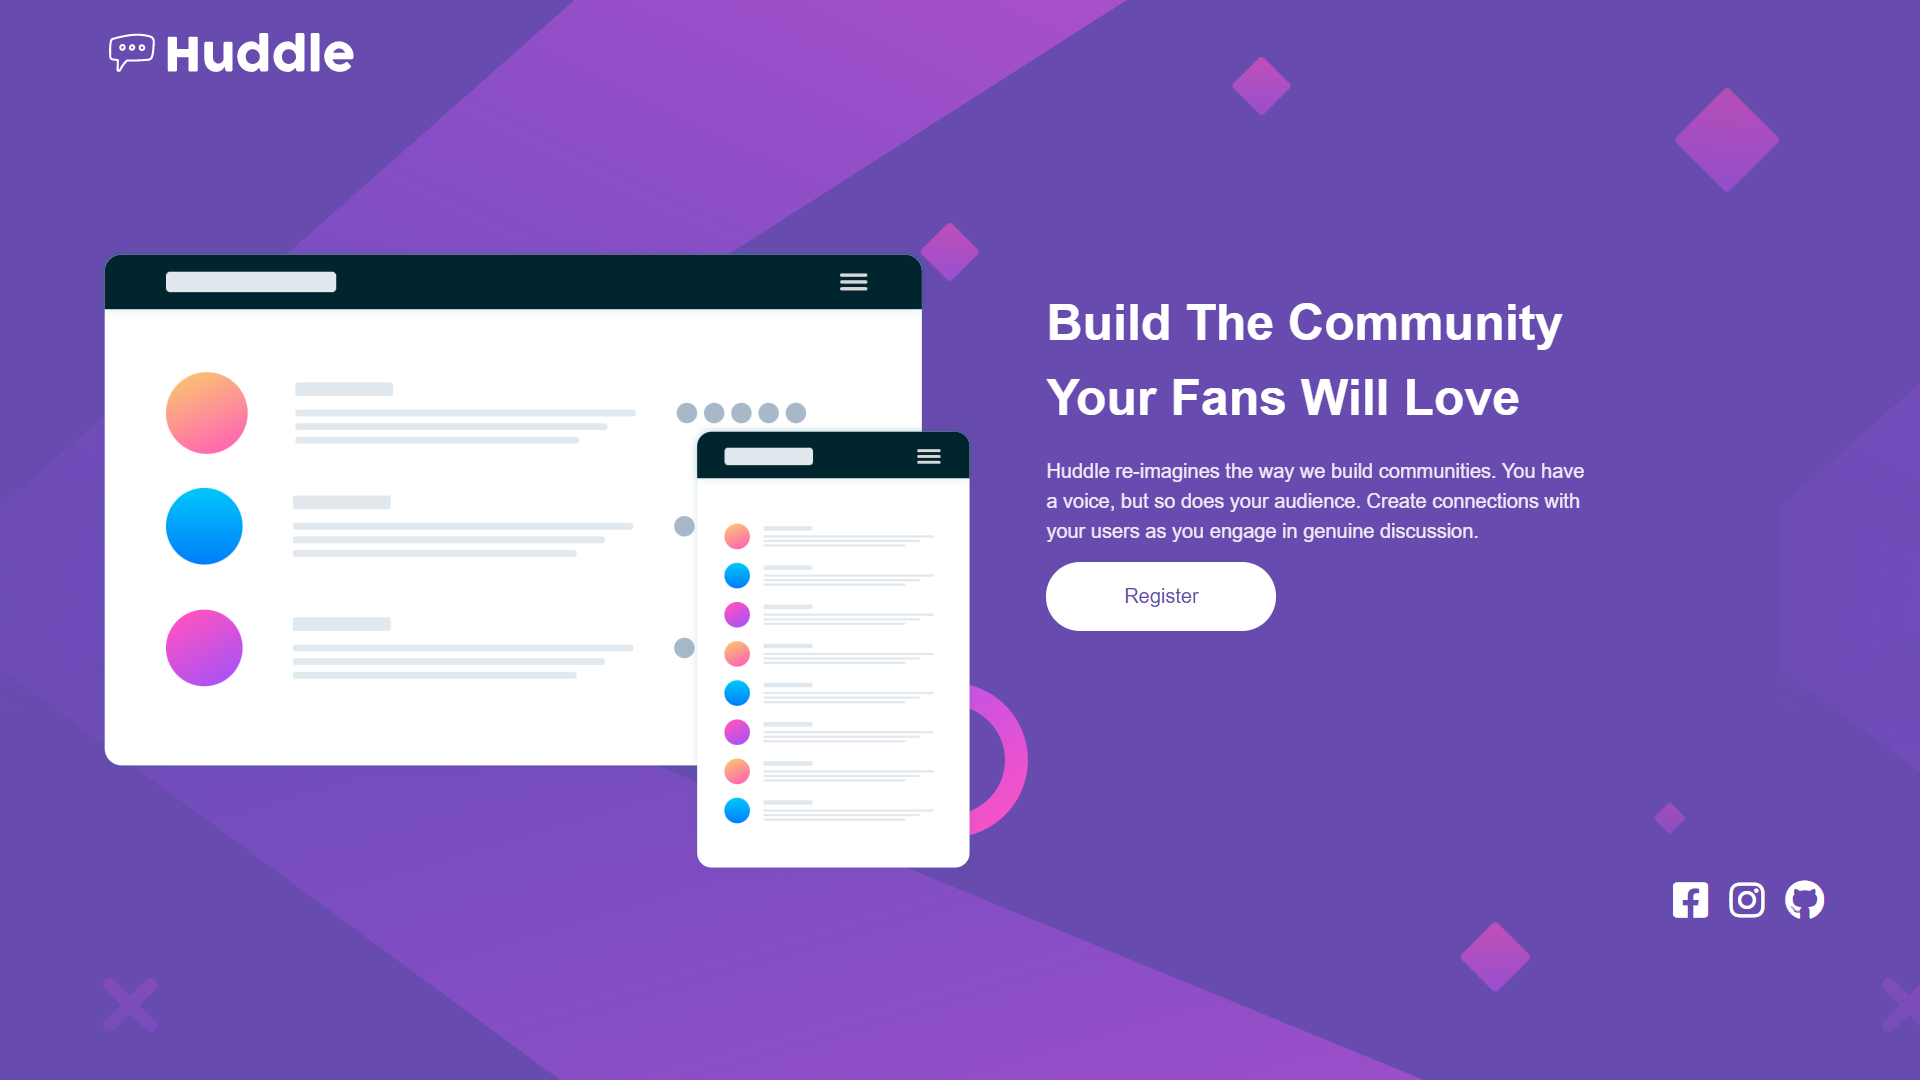 Huddle
Build The Community
Your Fans Will Love
Huddle re-imagines the way we build communities. You have
a voice, but so does your audience. Create connections with
your users as you engage in genuine discussion.
Register